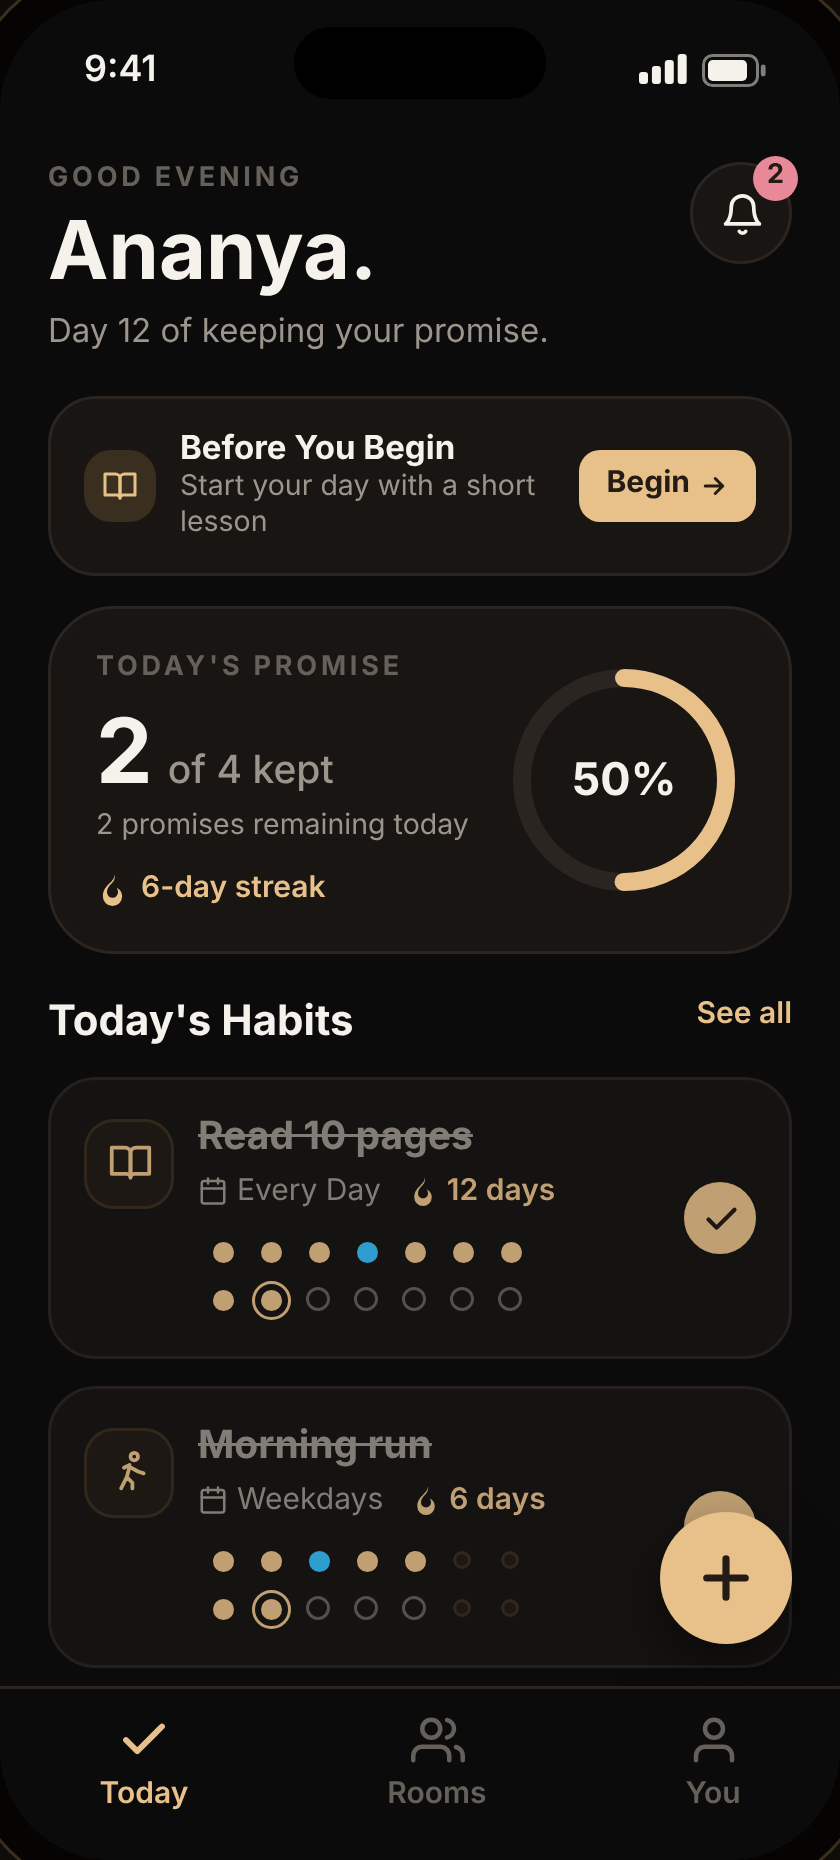 9:41
GOOD EVENING
2
Ananya.
Day 12 of keeping your promise.
Before You Begin
Start your day with a short
lesson
Begin →
TODAY'S PROMISE
2 of 4 kept
50%
2 promises remaining today
6-day streak
Today's Habits
See all
Read 10 pages
Every Day 12 days
Morning run
Weekdays 6 days
Today
Rooms
You